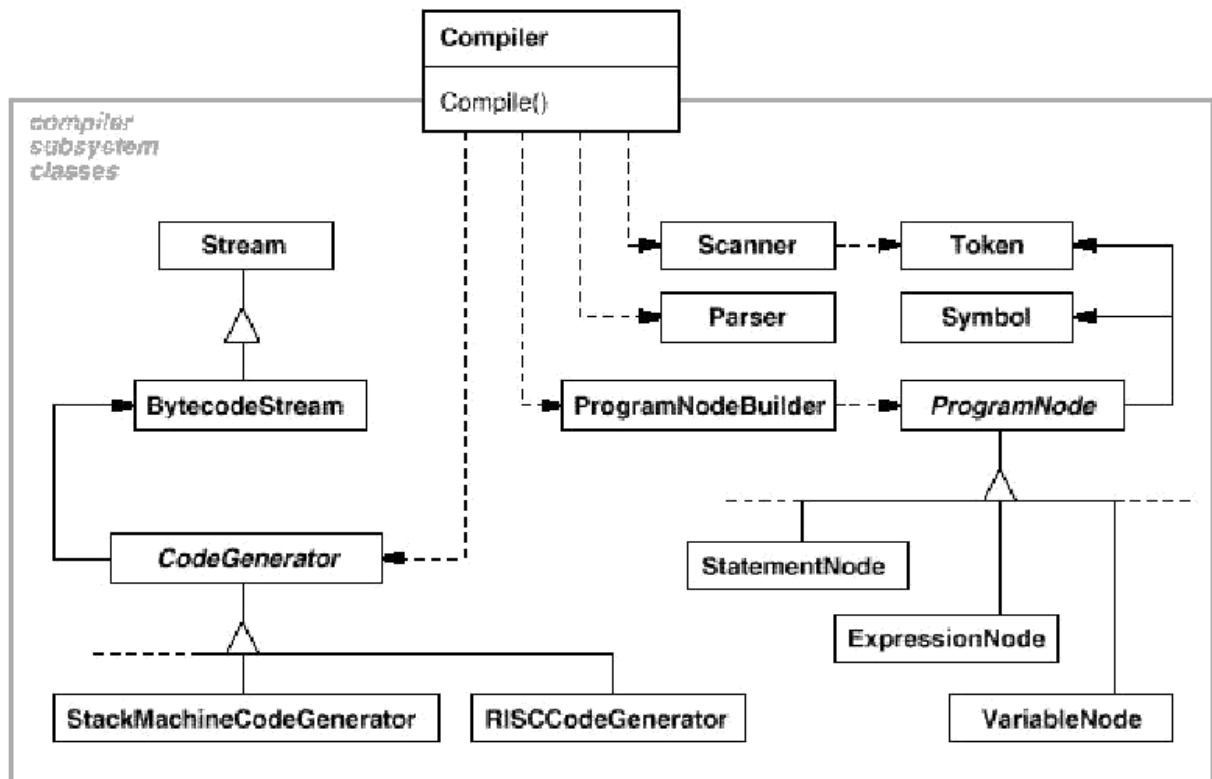 Compiler
Compile()
compiler
subsystem
classes
Stream
Scanner
Token
Parser
Symbol
BytecodeStream
ProgramNodeBuilder
ProgramNode
CodeGenerator
StatementNode
ExpressionNode
StackMachineCodeGenerator
RISCCodeGenerator
VariableNode